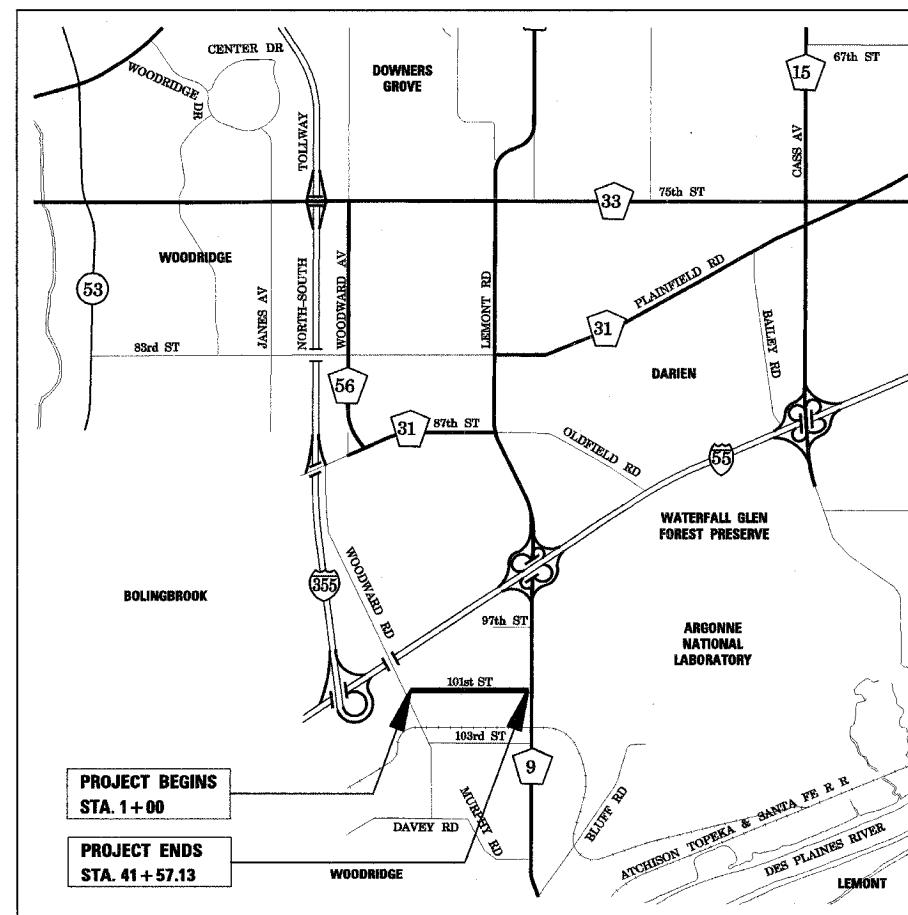 CENTER DR
WOODRIDGE
DR
DOWNERS
GROVE
15
67th ST
TOLLWAY
CASS AV
33
75th ST
WOODRIDGE
53
JANES AV
NORTH-SOUTH
WOODWARD AV
LEMONT RD
PLAINFIELD RD
31
BAILEY RD
83rd ST
DARIEN
56
31
87th ST
OLDFIELD RD
55
WATERFALL GLEN
FOREST PRESERVE
355
WOODWARD RD
BOLINGBROOK
97th ST
ARGONNE
NATIONAL
LABORATORY
101st ST
103rd ST
9
PROJECT BEGINS
STA. 1+00
MURPHY RD
BLUFF RD
DAVEY RD
ATCHISON TOPEKA & SANTA FE R R
DES PLAINES RIVER
PROJECT ENDS
STA. 41+57.13
WOODRIDGE
LEMONT